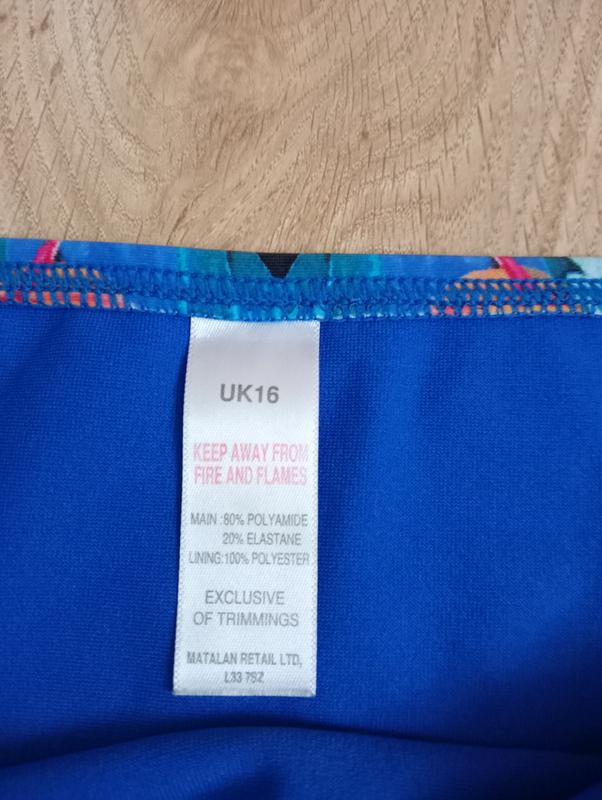 UK16
KEEP AWAY FROM
FIRE AND FLAMES
MAIN :80% POLYAMIDE
20% ELASTANE
LINING:100% POLYESTER
EXCLUSIVE
OF TRIMMINGS
MATALAN RETAIL LTD,
L33 7SZ